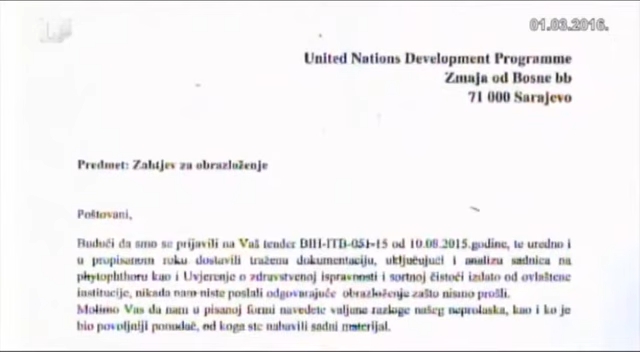 01.03.2016.
United Nations Development Programme
Zmaja od Bosne bb
71 000 Sarajevo
Predmet: Zahtjev za obrazloženje
Poštovani,
Budući da smo se prijavili na Vaš tender BIH-ITB-051-15 od 10.08.2015.godine, te uredno i
u propisanom roku dostavili traženu dokumentaciju, uključujući i analizu sadnica na
phytophthoru kao i Uvjerenje o zdravstvenoj ispravnosti i sortnoj čistoći izdato od ovlaštene
institucije, nikada nam niste poslali odgovarajuće obrazloženje zašto nismo prošli.
Molimo Vas da nam u pisanoj formi navedete valjane razloge našeg neprolaska, kao i ko je
bio povoljniji ponuđač, od koga ste nabavili sadni materijal.